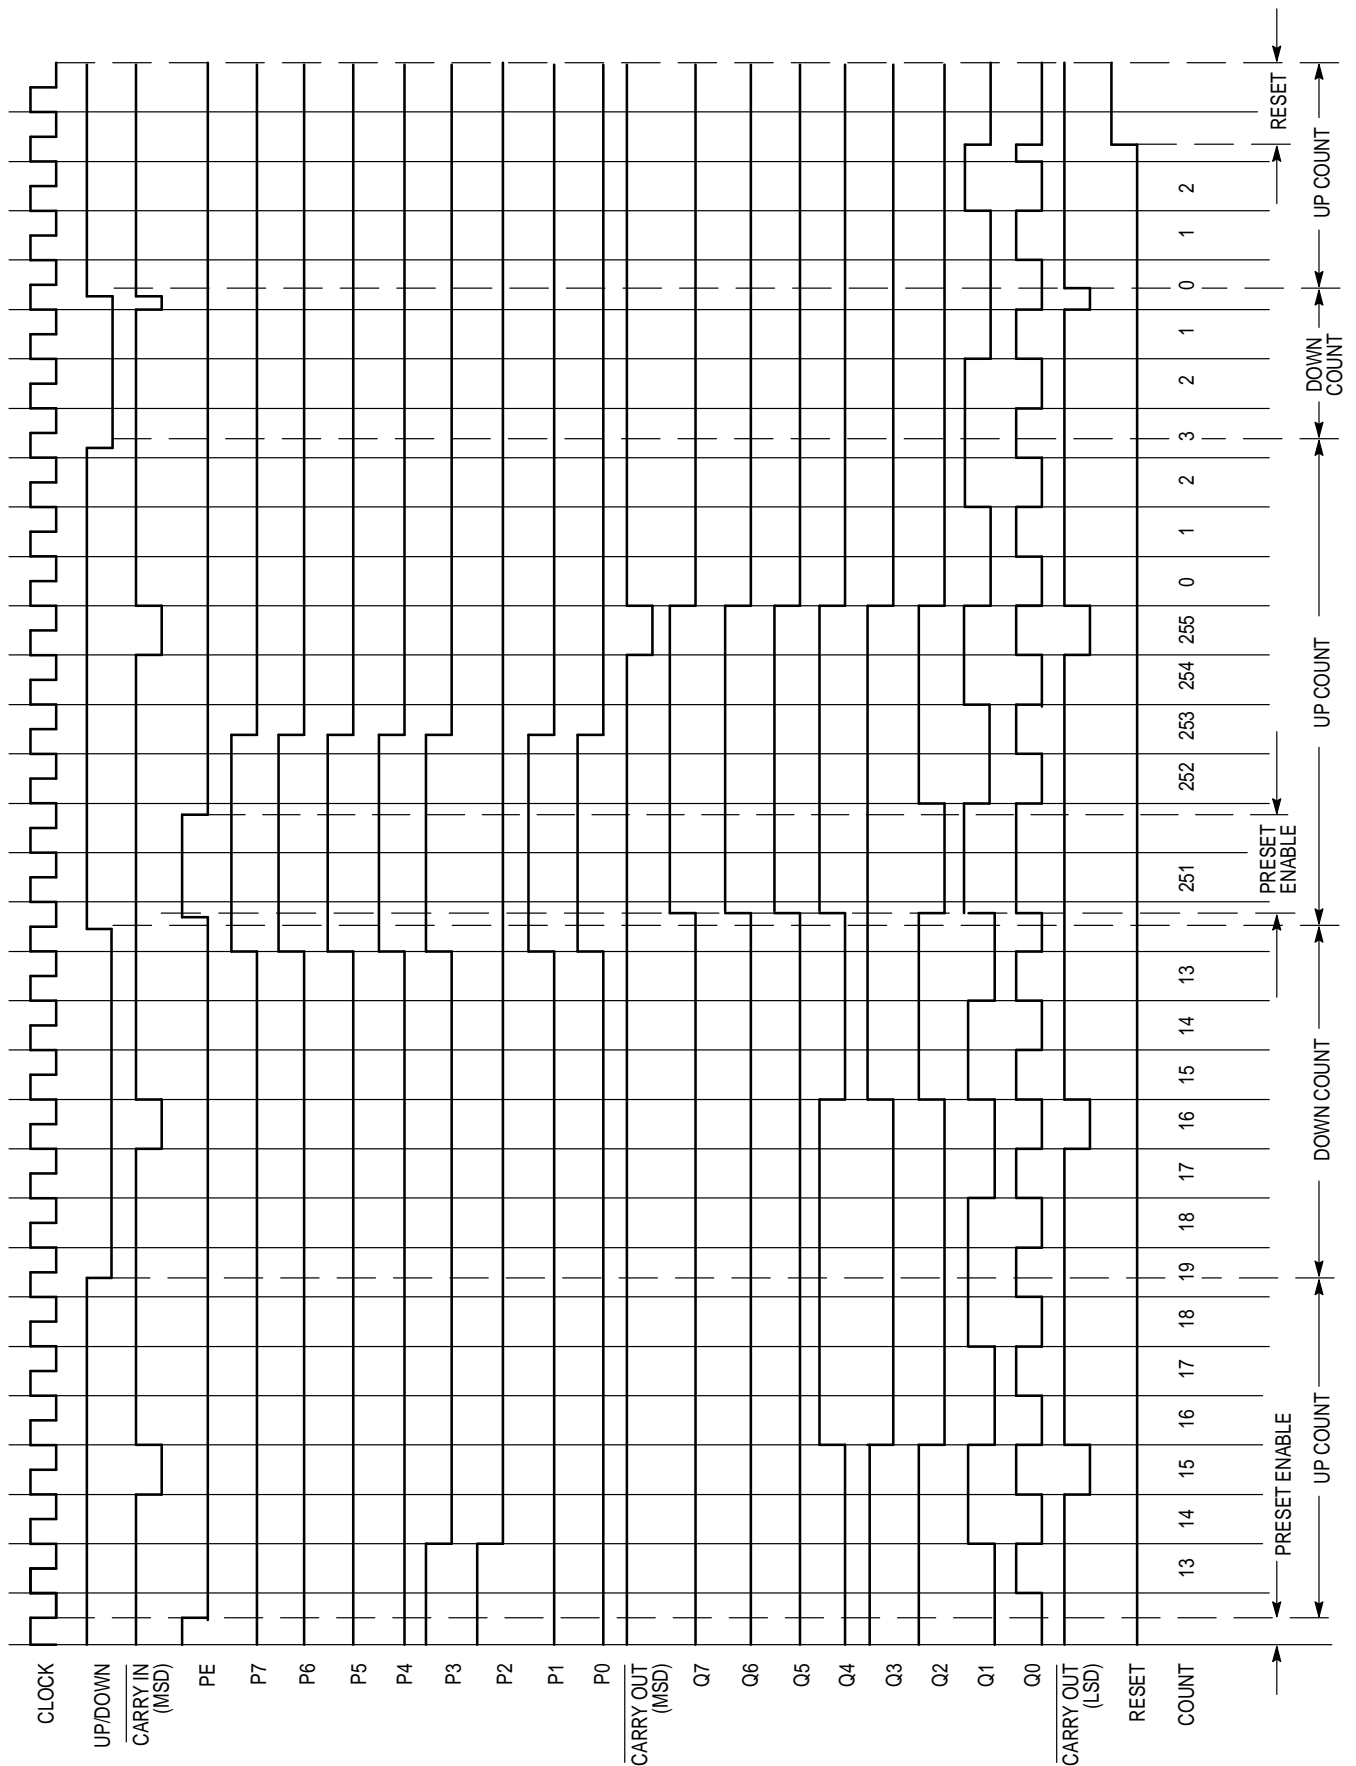 CLOCK
UP/DOWN
CARRY IN
(MSD)
PE
P7
P6
P5
P4
P3
P2
P1
P0
CARRY OUT
(MSD)
Q7
Q6
Q5
Q4
Q3
Q2
Q1
Q0
CARRY OUT
(LSD)
RESET
COUNT 13 14 15 16 17 18 19 18 17 16 15 14 13 251 252 253 254 255 0 1 2 3 2 1 0 1 2
PRESET ENABLE
PRESET
ENABLE
RESET
UP COUNT
DOWN COUNT
UP COUNT
DOWN
COUNT
UP COUNT